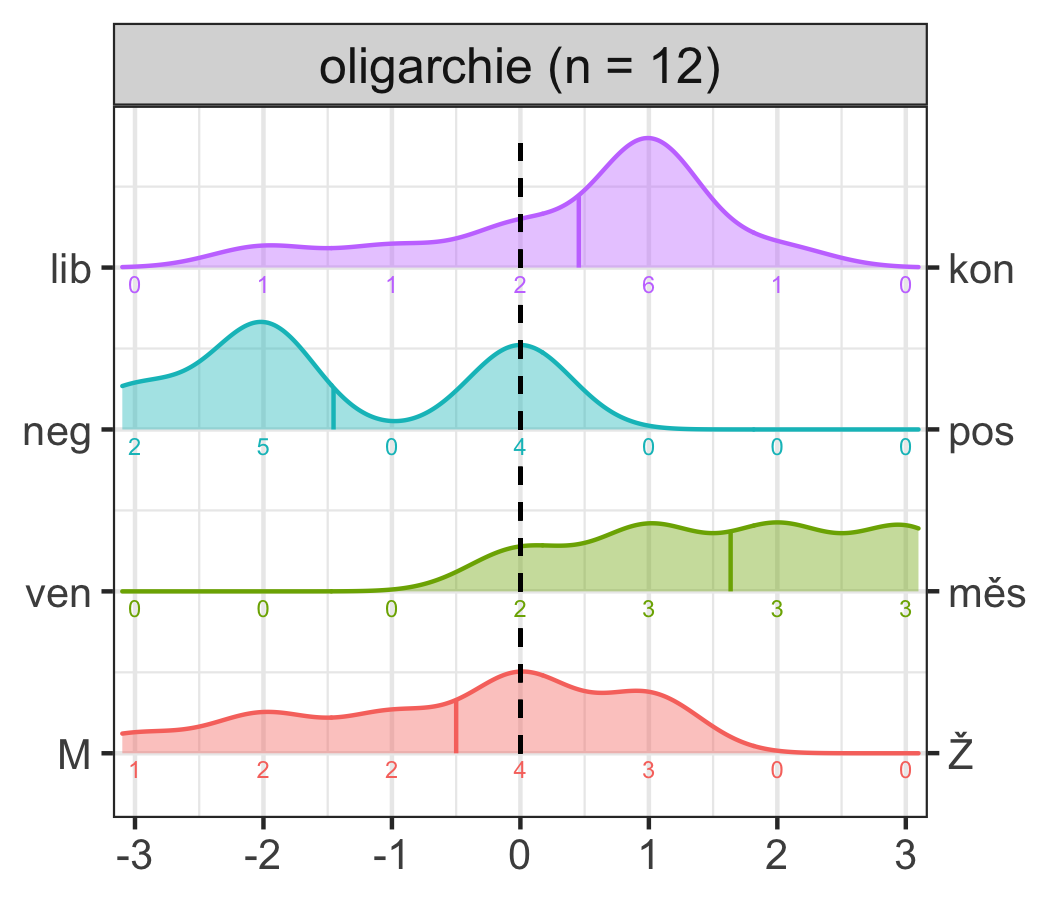 oligarchie (n = 12)
lib kon
0 1 1 2 6 1 0
neg pos
2 5 0 4 0 0 0
ven měs
0 0 0 2 3 3 3
M Ž
1 2 2 4 3 0 0
-3 -2 -1 0 1 2 3